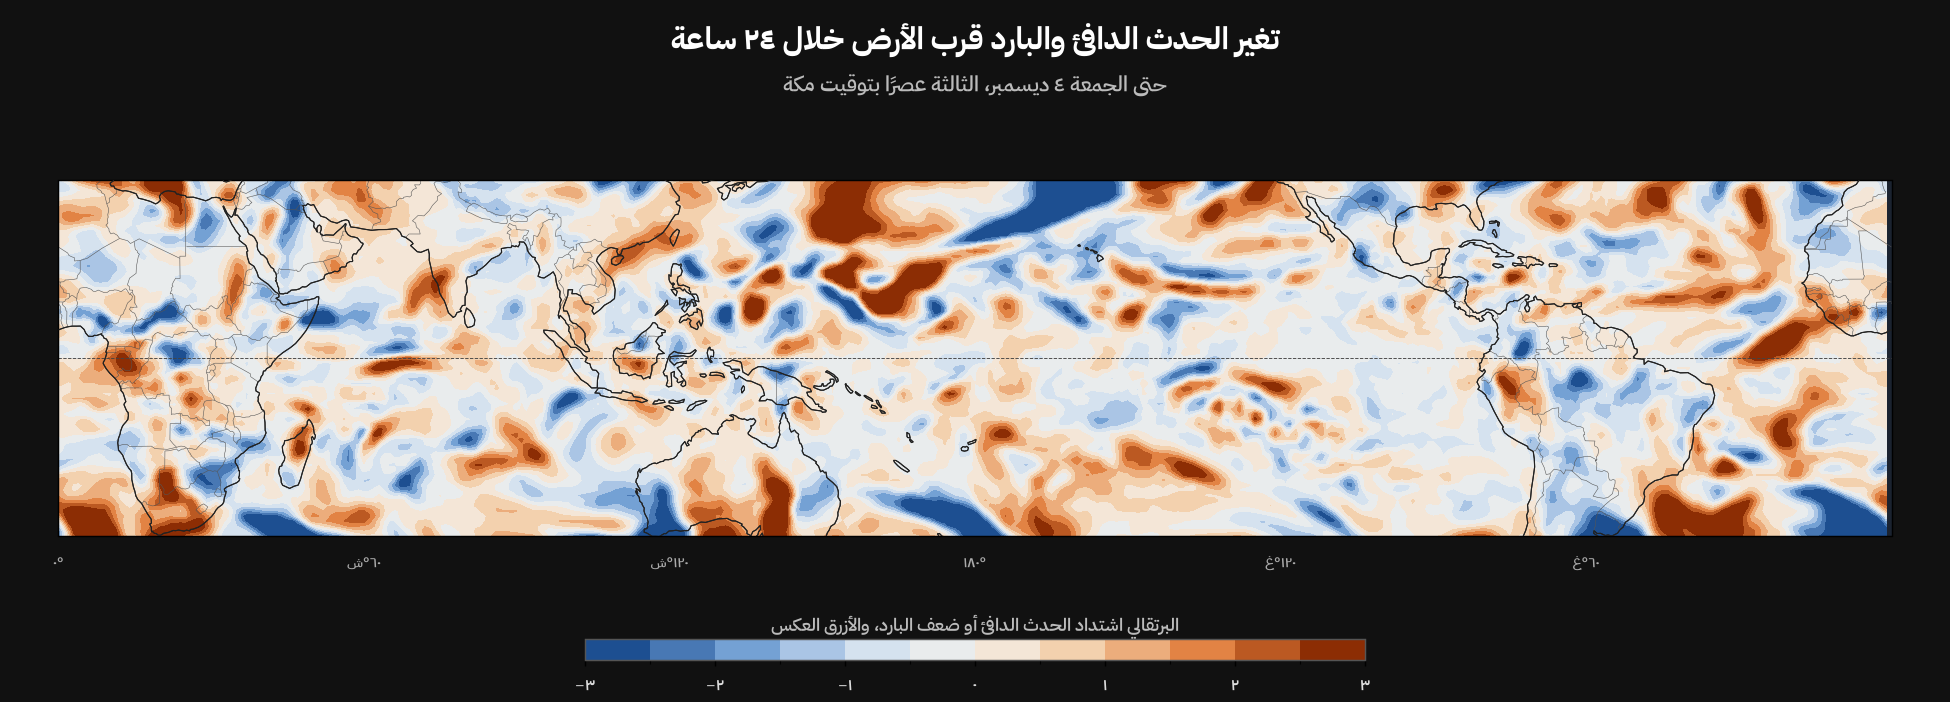 تغير الحدث الدافئ والبارد قرب الأرض خلال ٢٤ ساعة
حتى الجمعة ٤ ديسمبر، الثالثة عصرًا بتوقيت مكة
٠° ٦٠°ش ١٢٠°ش ١٨٠° ١٢٠°غ ٦٠°غ
البرتقالي اشتداد الحدث الدافئ أو ضعف البارد، والأزرق العكس
−٣ −٢ −١ ٠ ١ ٢ ٣